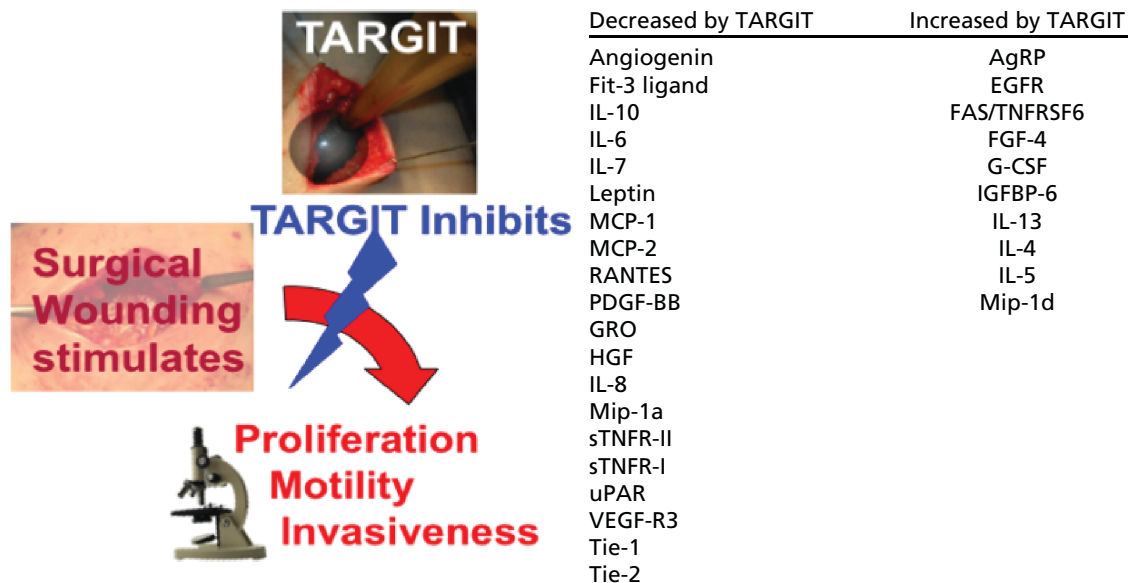 TARGIT
TARGIT Inhibits
Surgical
Wounding
stimulates
Proliferation
Motility
Invasiveness
Decreased by TARGIT Increased by TARGIT
Angiogenin AgRP
Fit-3 ligand EGFR
IL-10 FAS/TNFRSF6
IL-6 FGF-4
IL-7 G-CSF
Leptin IGFBP-6
MCP-1 IL-13
MCP-2 IL-4
RANTES IL-5
PDGF-BB Mip-1d
GRO
HGF
IL-8
Mip-1a
sTNFR-II
sTNFR-I
uPAR
VEGF-R3
Tie-1
Tie-2